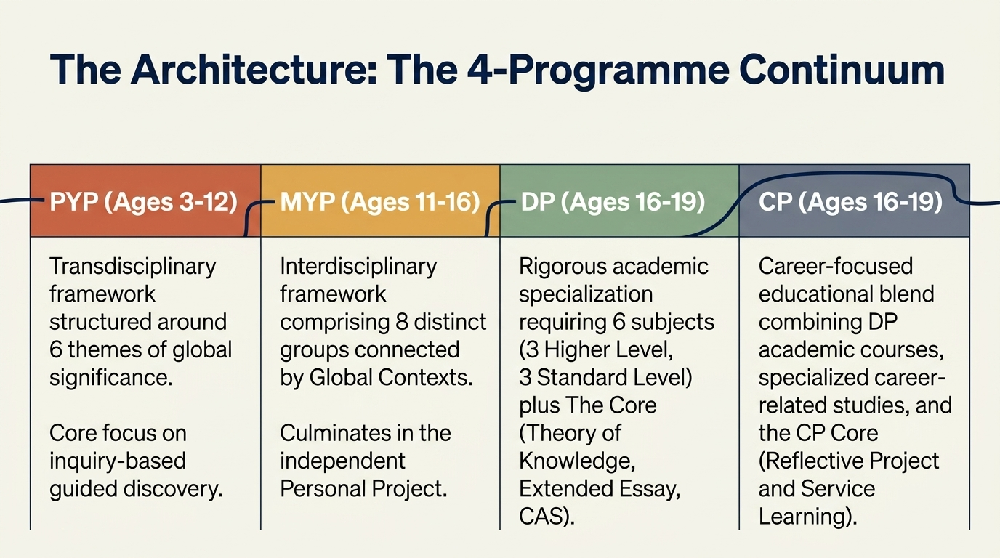 The Architecture: The 4-Programme Continuum
PYP (Ages 3-12)
Transdisciplinary
framework
structured around
6 themes of global
significance.
Core focus on
inquiry-based
guided discovery.
MYP (Ages 11-16)
Interdisciplinary
framework
comprising 8 distinct
groups connected
by Global Contexts.
Culminates in the
independent
Personal Project.
DP (Ages 16-19)
Rigorous academic
specialization
requiring 6 subjects
(3 Higher Level,
3 Standard Level)
plus The Core
(Theory of
Knowledge,
Extended Essay,
CAS).
CP (Ages 16-19)
Career-focused
educational blend
combining DP
academic courses,
specialized career-
related studies, and
the CP Core
(Reflective Project
and Service
Learning).